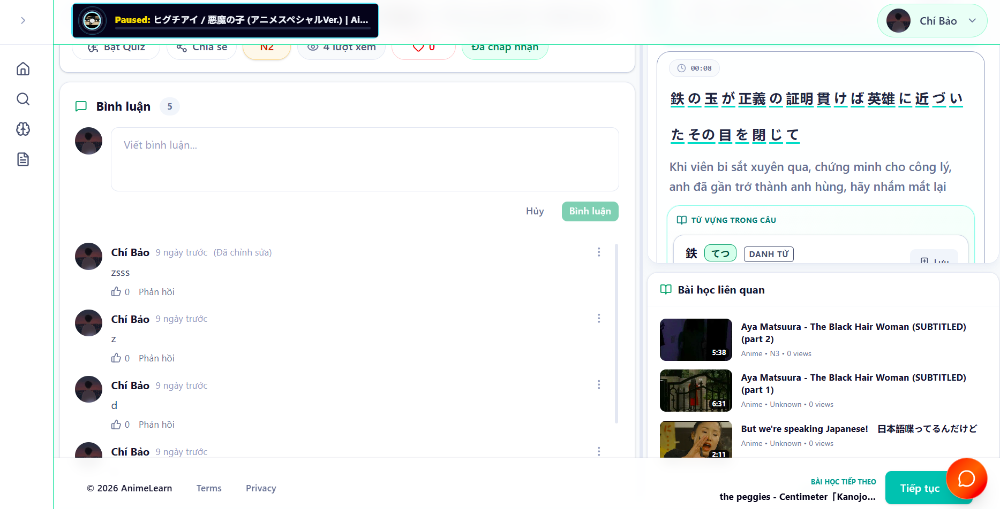 Paused: ヒグチアイ / 悪魔の子 (アニメスペシャルVer.) | Ai...
Chí Bảo
Bật Quiz
Chia sẻ
N2
4 lượt xem
0
Đã chấp nhận
Bình luận 5
Viết bình luận...
Hủy
Bình luận
Chí Bảo 9 ngày trước (Đã chỉnh sửa)
zsss
0 Phản hồi
Chí Bảo 9 ngày trước
z
0 Phản hồi
Chí Bảo 9 ngày trước
d
0 Phản hồi
Chí Bảo 9 ngày trước
00:08
鉄 の 玉 が 正義 の 証明 貫 け ば 英雄 に 近 づ い
た その 目 を 閉 じ て
Khi viên bi sắt xuyên qua, chứng minh cho công lý,
anh đã gần trở thành anh hùng, hãy nhắm mắt lại
TỪ VỰNG TRONG CÂU
鉄 てつ DANH TỪ
Lưu
Bài học liên quan
5:38
Aya Matsuura - The Black Hair Woman (SUBTITLED)
(part 2)
Anime • N3 • 0 views
6:31
Aya Matsuura - The Black Hair Woman (SUBTITLED)
(part 1)
Anime • Unknown • 0 views
2:11
But we're speaking Japanese! 日本語喋ってるんだけど
Anime • Unknown • 0 views
© 2026 AnimeLearn
Terms
Privacy
BÀI HỌC TIẾP THEO
the peggies - Centimeter「Kanojo...
Tiếp tục